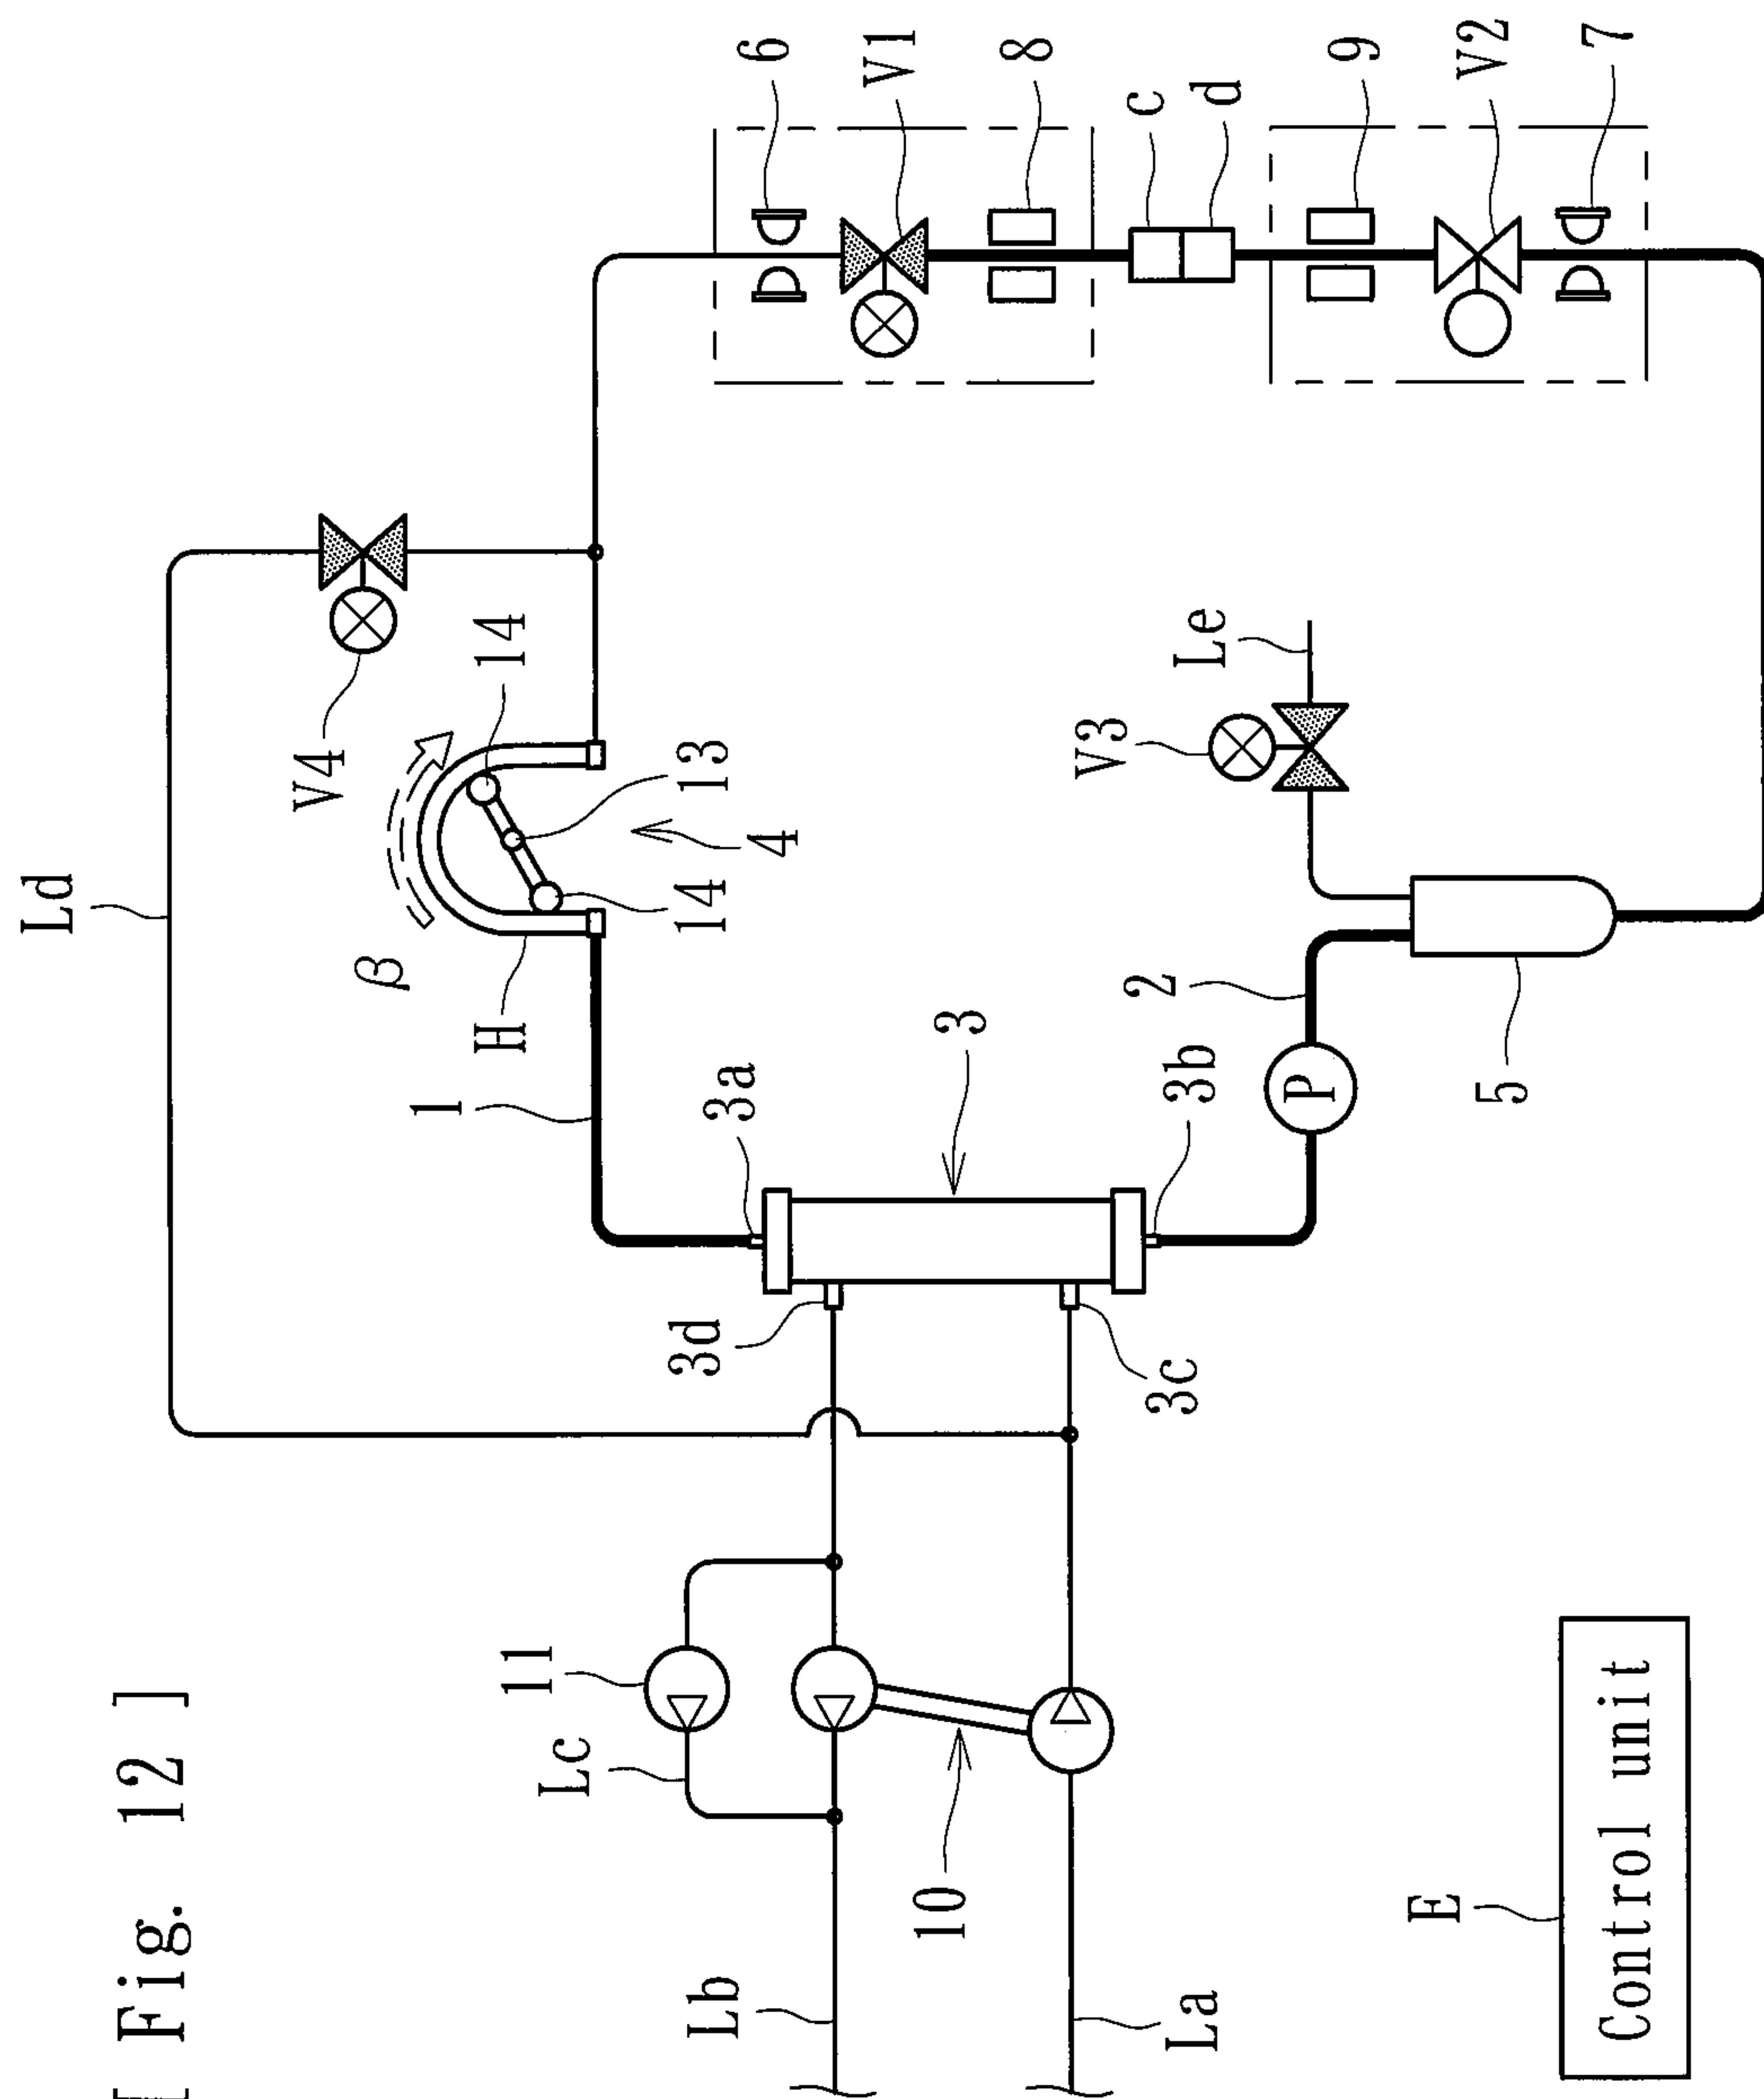 [ Fig. 12 ]
Ld
V4
6
V1
8
c
d
9
V2
7
14
13
4
14
β
H
1
3a
3
3b
2
P
5
V3
Le
3d
3c
11
Lc
10
Lb
La
E
Control unit